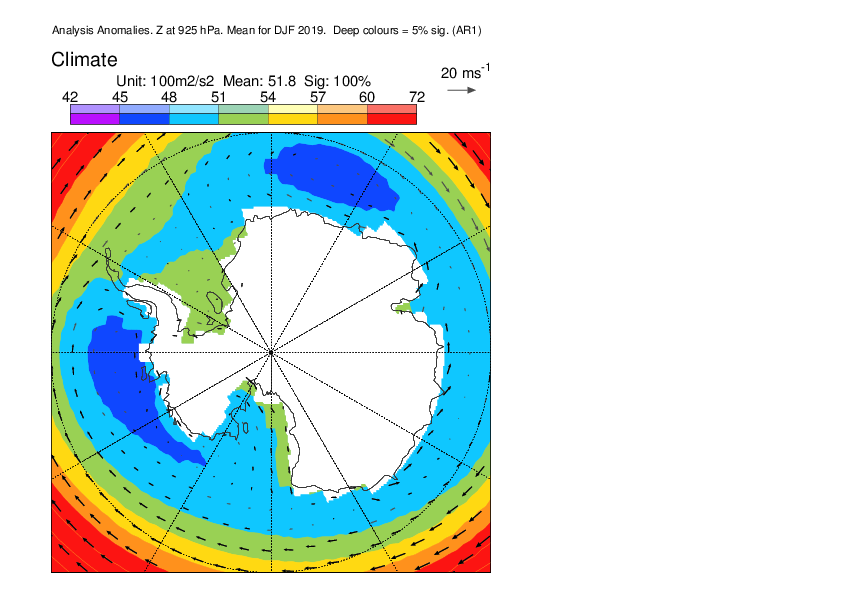 Analysis Anomalies. Z at 925 hPa. Mean for DJF 2019.  Deep colours = 5% sig. (AR1)
Climate
20 ms-1
Unit: 100m2/s2  Mean: 51.8  Sig: 100%
42 45 48 51 54 57 60 72